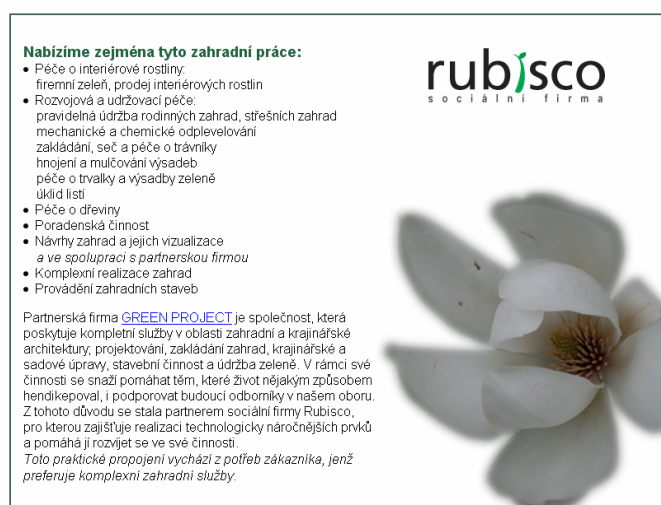 Nabízíme zejména tyto zahradní práce:
• Péče o interiérové rostliny:
firemní zeleň, prodej interiérových rostlin
• Rozvojová a udržovací péče:
pravidelná údržba rodinných zahrad, střešních zahrad
mechanické a chemické odplevelování
zakládání, seč a péče o trávníky
hnojení a mulčování výsadeb
péče o trvalky a výsadby zeleně
úklid listí
• Péče o dřeviny
• Poradenská činnost
• Návrhy zahrad a jejich vizualizace
a ve spolupraci s partnerskou firmou
• Komplexní realizace zahrad
• Provádění zahradních staveb
Partnerská firma GREEN PROJECT je společnost, která
poskytuje kompletní služby v oblasti zahradní a krajinářské
architektury; projektování, zakládání zahrad, krajinářské a
sadové úpravy, stavební činnost a údržba zeleně. V rámci své
činnosti se snaží pomáhat těm, které život nějakým způsobem
hendikepoval, i podporovat budoucí odborníky v našem oboru.
Z tohoto důvodu se stala partnerem sociální firmy Rubisco,
pro kterou zajišťuje realizaci technologicky náročnějších prvků
a pomáhá jí rozvíjet se ve své činnosti.
Toto praktické propojení vychází z potřeb zákazníka, jenž
preferuje komplexní zahradní služby.
rubisco
sociální firma